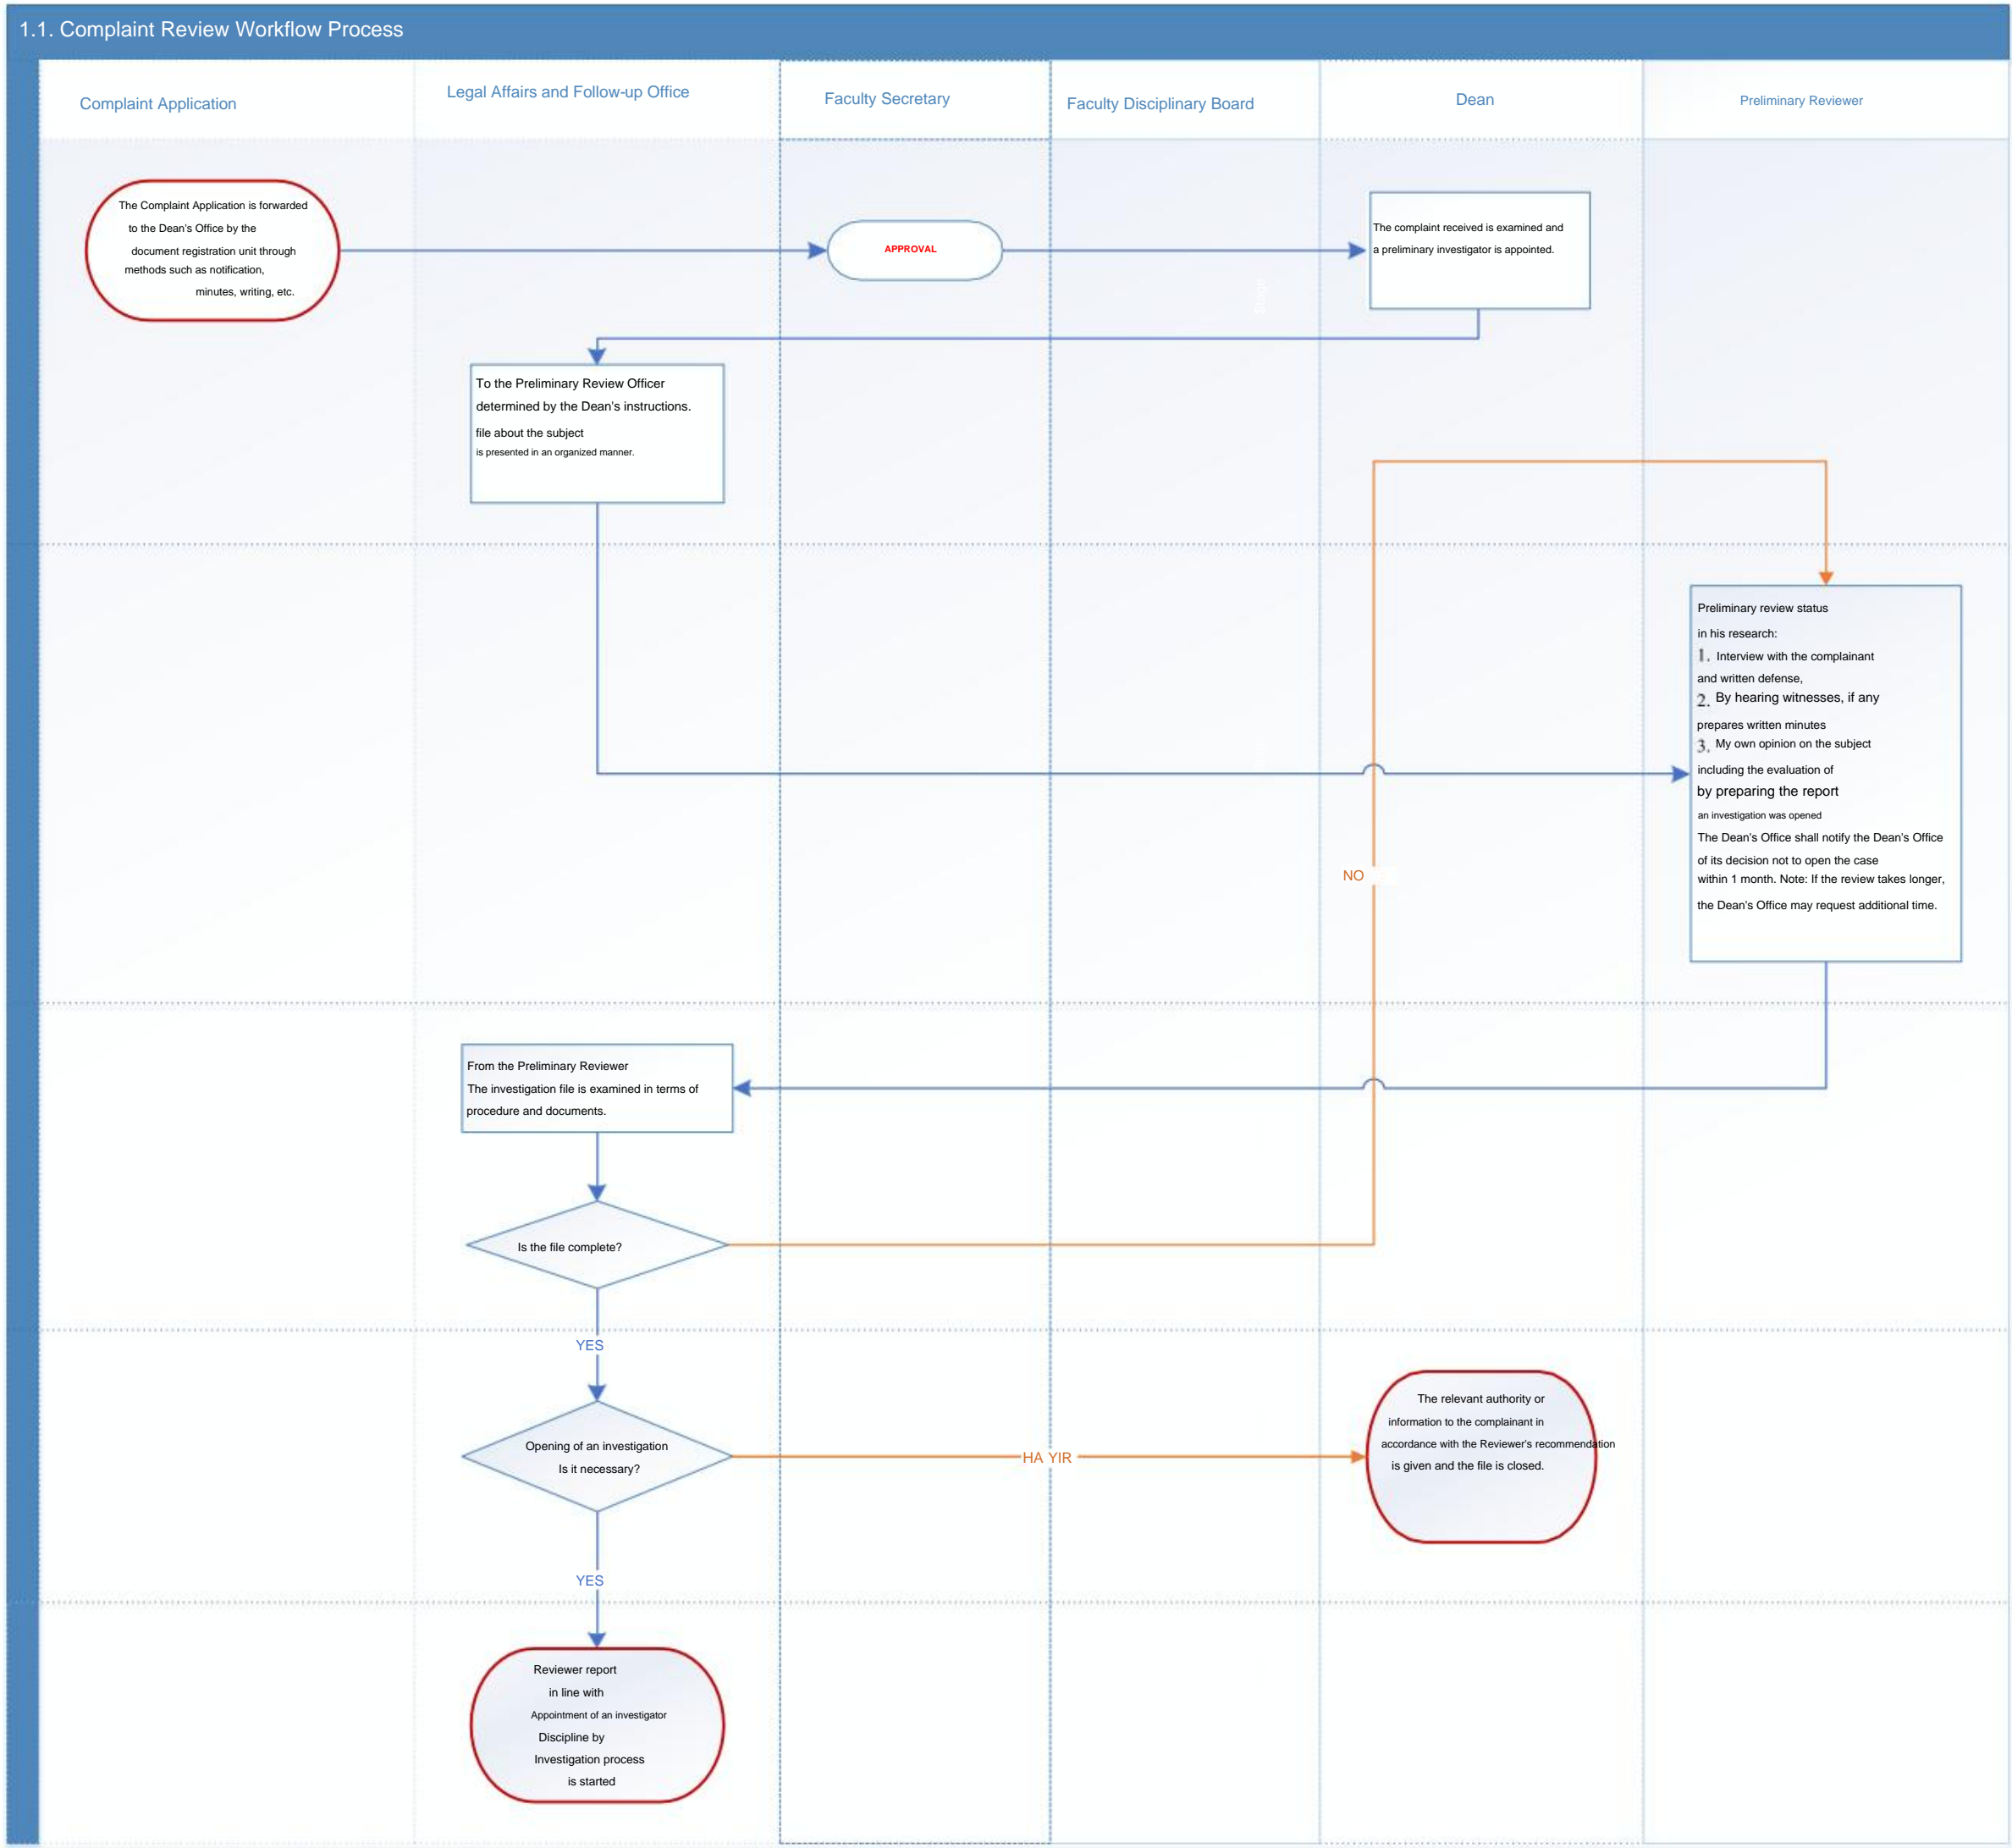 1.1. Complaint Review Workflow Process
Complaint Application
Legal Affairs and Follow-up Office
Faculty Secretary
Faculty Disciplinary Board
Dean
Preliminary Reviewer
The Complaint Application is forwarded
to the Dean's Office by the
document registration unit through
methods such as notification,
minutes, writing, etc.
APPROVAL
The complaint received is examined and
a preliminary investigator is appointed.
Stage
To the Preliminary Review Officer
determined by the Dean's instructions.
file about the subject
is presented in an organized manner.
Preliminary review status
in his research:
1. Interview with the complainant
and written defense,
2. By hearing witnesses, if any
prepares written minutes
3. My own opinion on the subject
including the evaluation of
by preparing the report
an investigation was opened
The Dean's Office shall notify the Dean's Office
of its decision not to open the case
within 1 month. Note: If the review takes longer,
the Dean's Office may request additional time.
NO
From the Preliminary Reviewer
The investigation file is examined in terms of
procedure and documents.
Is the file complete?
YES
Opening of an investigation
Is it necessary?
HA YIR
The relevant authority or
information to the complainant in
accordance with the Reviewer's recommendation
is given and the file is closed.
YES
Reviewer report
in line with
Appointment of an investigator
Discipline by
Investigation process
is started